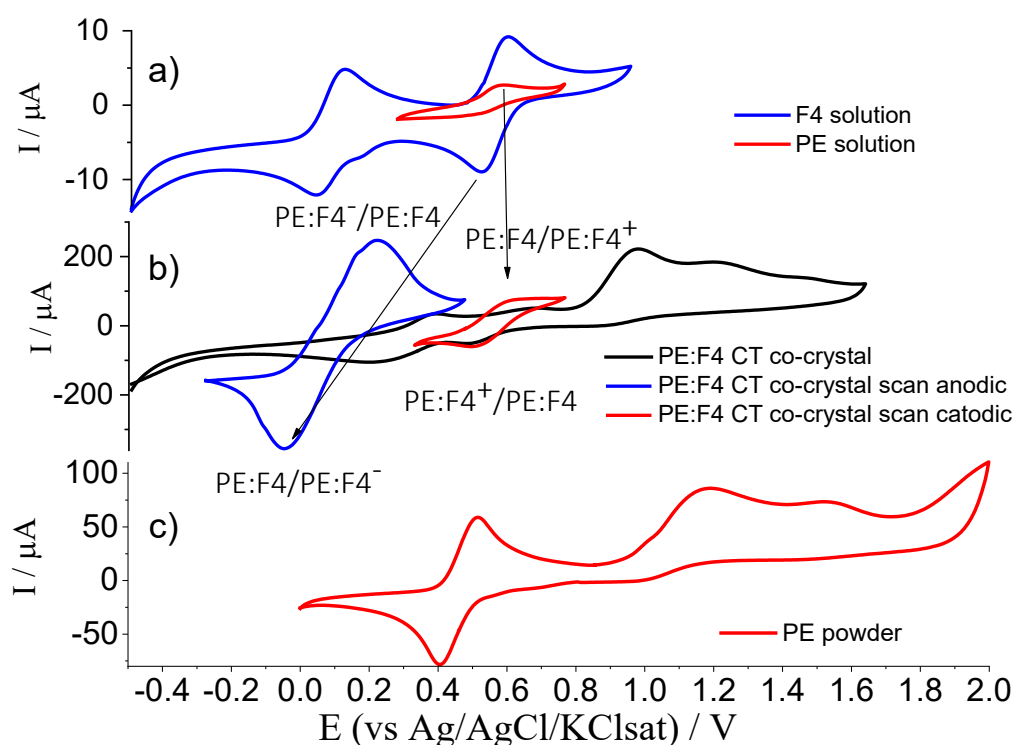 10
a)
0
-10
I / μA
F4 solution
PE solution
PE:F4⁻/PE:F4
PE:F4/PE:F4⁺
200
b)
0
-200
I / μA
PE:F4 CT co-crystal
PE:F4 CT co-crystal scan anodic
PE:F4 CT co-crystal scan catodic
PE:F4⁺/PE:F4
PE:F4/PE:F4⁻
100
c)
50
0
-50
I / μA
PE powder
-0.4 -0.2 0.0 0.2 0.4 0.6 0.8 1.0 1.2 1.4 1.6 1.8 2.0
E (vs Ag/AgCl/KClsat) / V